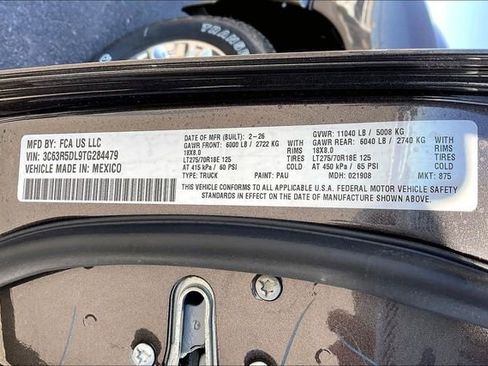 TRANSF
MFD BY: FCA US LLC
VIN: 3C63R5DL9TG284479
VEHICLE MADE IN: MEXICO
DATE OF MFR (BUILT): 2-26 GVWR: 11040 LB / 5008 KG
GAWR FRONT: 6000 LB / 2722 KG GAWR REAR: 6040 LB / 2740 KG
18X8.0 RIMS 18X8.0 RIMS
LT275/70R18E 125 TIRES LT275/70R18E 125 TIRES
AT 415 kPa / 60 PSI COLD AT 450 kPa / 65 PSI COLD
TYPE: TRUCK PAINT: PAU MDH: 021908 MKT: 875
THIS VEHICLE CONFORMS TO ALL APPLICABLE U.S.A. FEDERAL MOTOR VEHICLE SAFETY
STANDARDS IN EFFECT ON THE DATE OF MANUFACTURE SHOWN ABOVE.